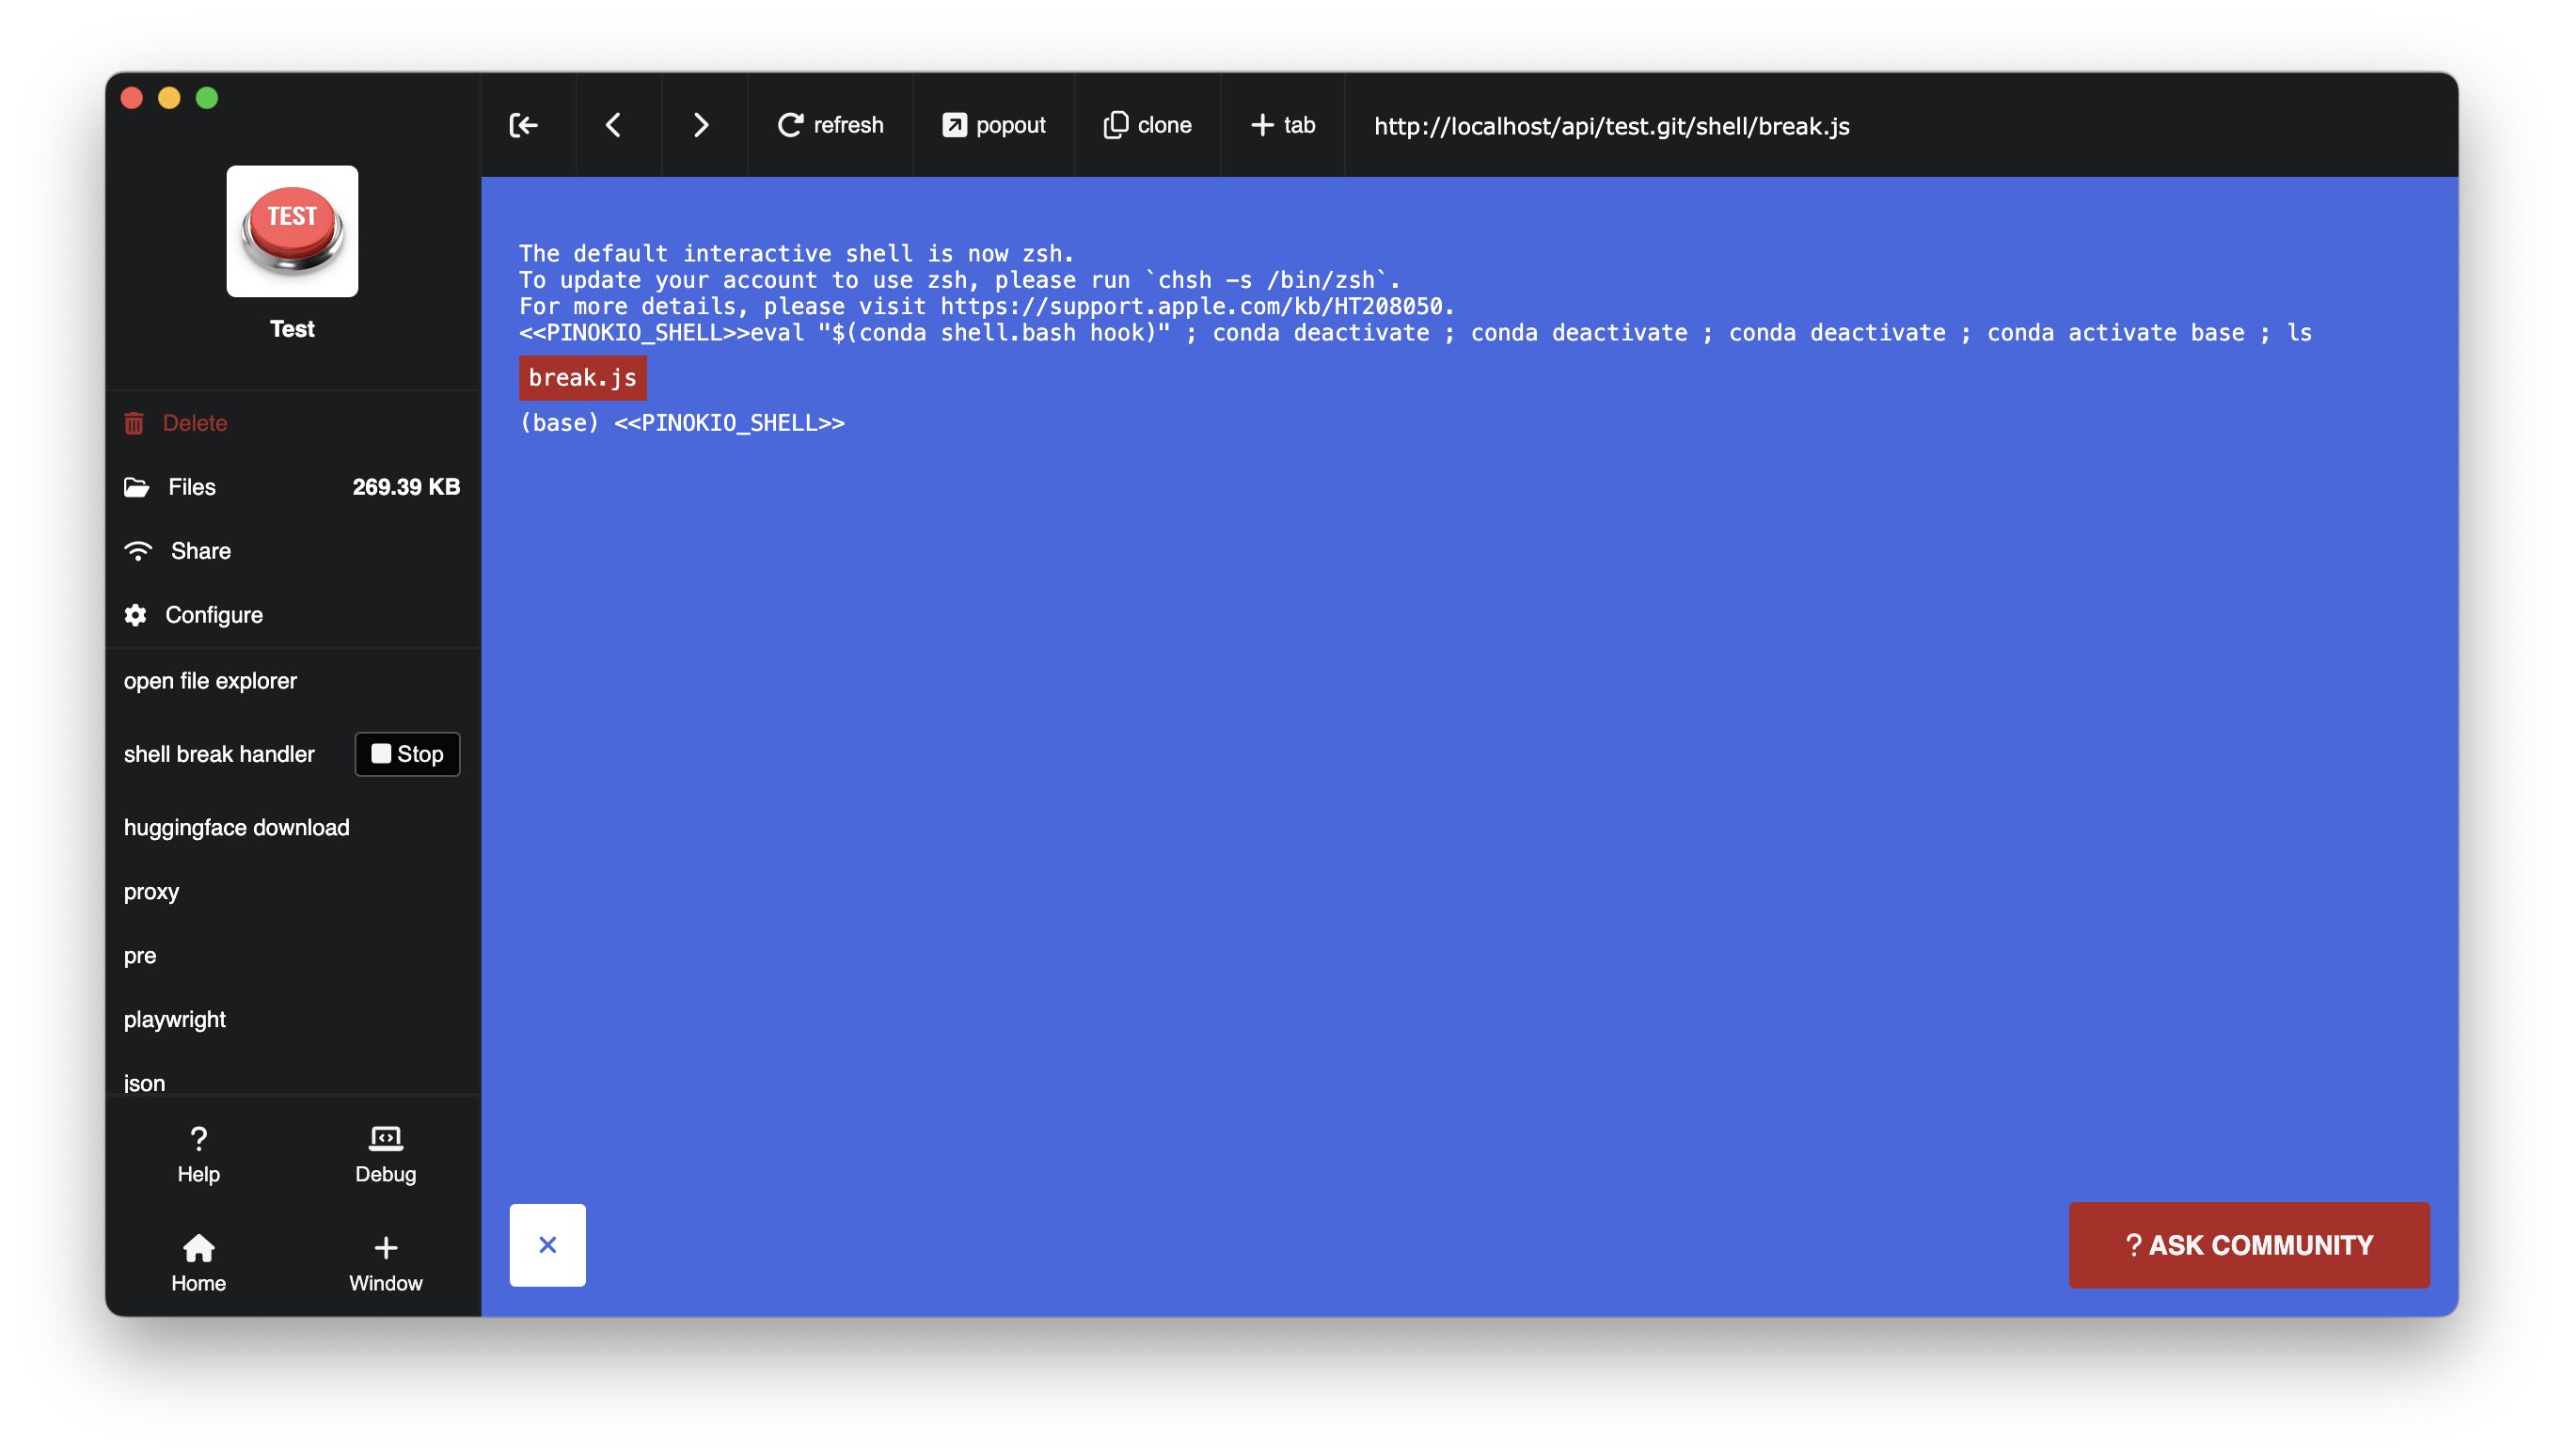 refresh
popout
clone
tab
http://localhost/api/test.git/shell/break.js
TEST
Test
Delete
Files 269.39 KB
Share
Configure
open file explorer
shell break handler Stop
huggingface download
proxy
pre
playwright
json
? Help
Debug
Home
Window
The default interactive shell is now zsh.
To update your account to use zsh, please run `chsh -s /bin/zsh`.
For more details, please visit https://support.apple.com/kb/HT208050.
<<PINOKIO_SHELL>>eval "$(conda shell.bash hook)" ; conda deactivate ; conda deactivate ; conda deactivate ; conda activate base ; ls
break.js
(base) <<PINOKIO_SHELL>>
? ASK COMMUNITY